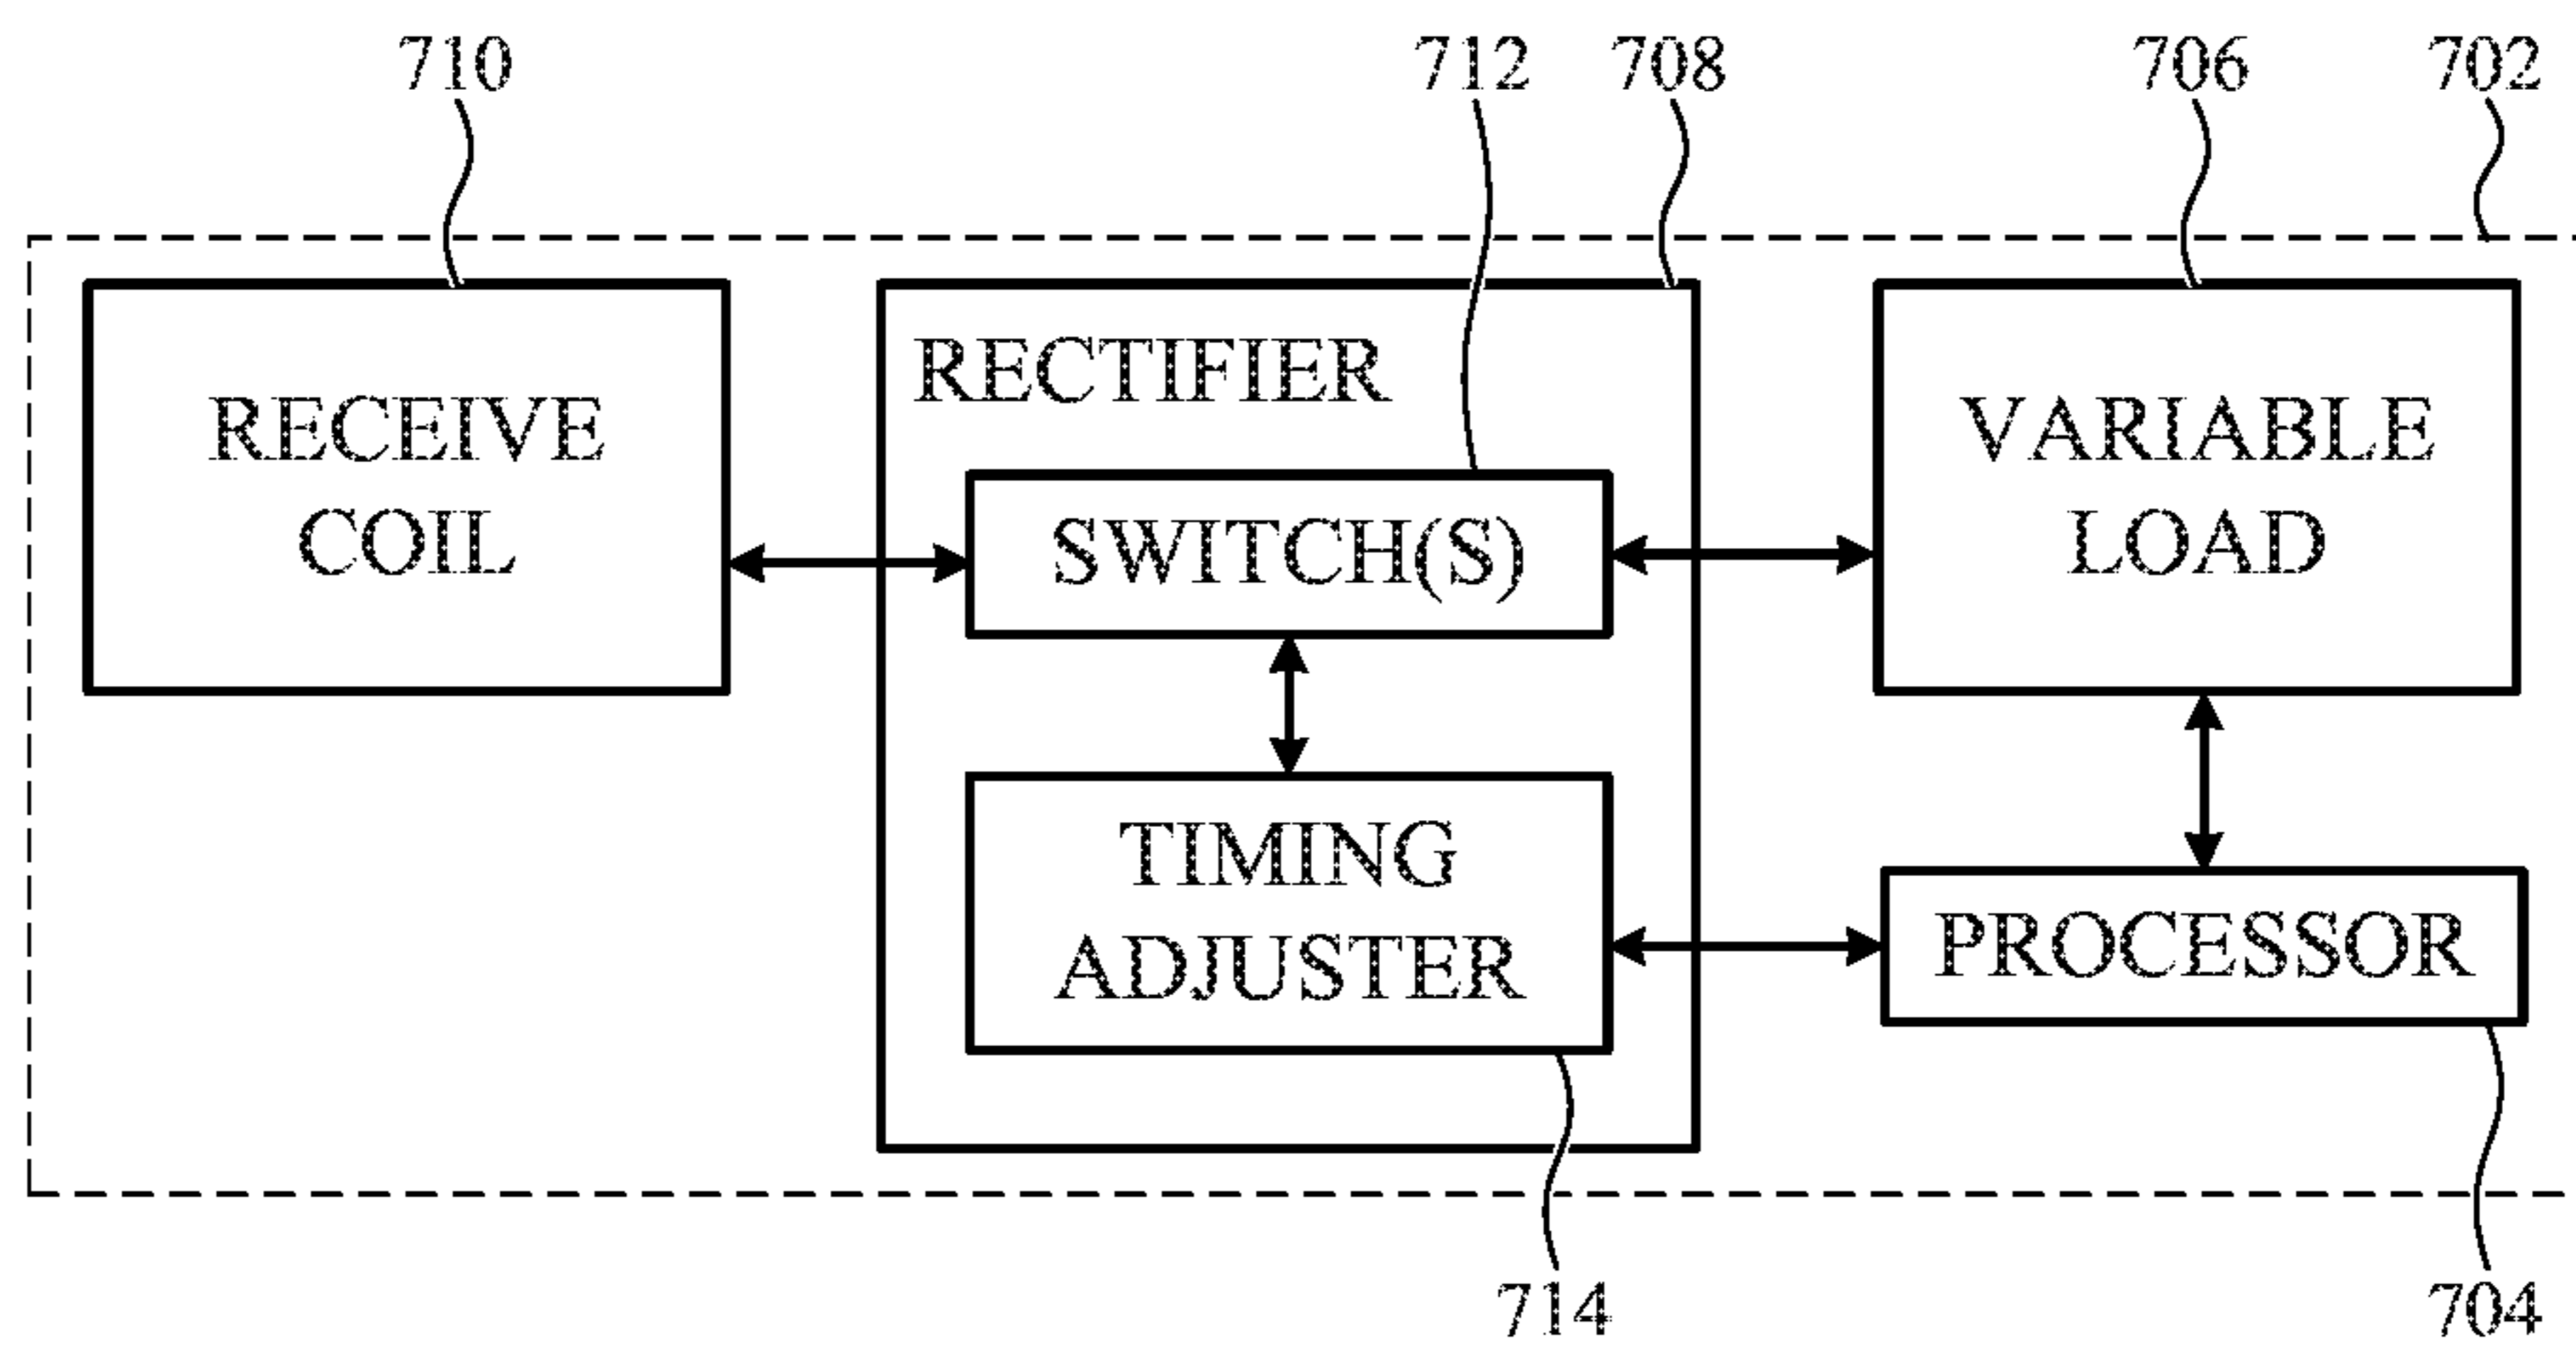 710
712
708
706
702
RECTIFIER
RECEIVE
COIL
SWITCH(S)
VARIABLE
LOAD
TIMING
ADJUSTER
PROCESSOR
714
704